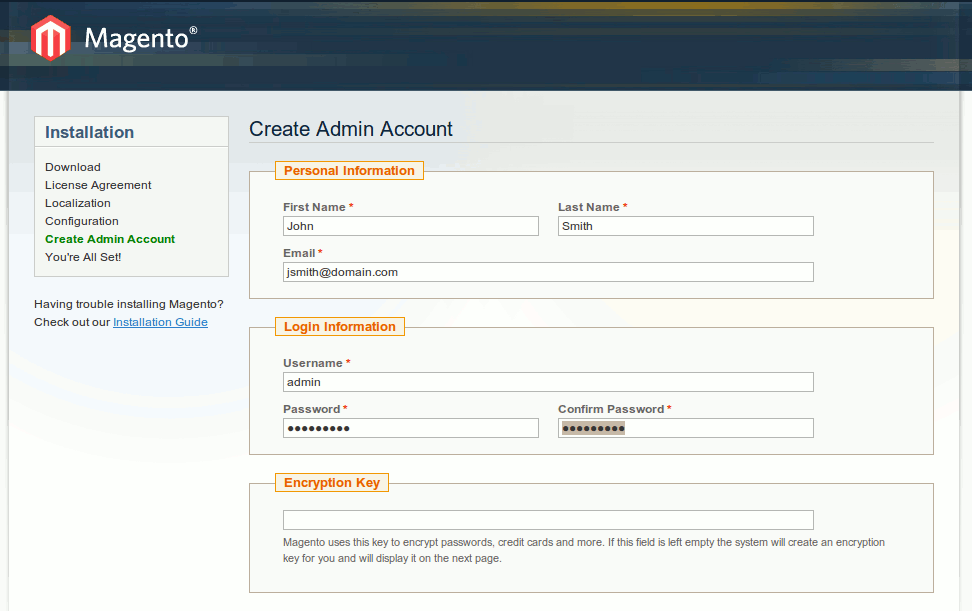 Magento®
Installation
Download
License Agreement
Localization
Configuration
Create Admin Account
You're All Set!
Having trouble installing Magento?
Check out our Installation Guide
Create Admin Account
Personal Information
First Name *
Last Name *
John
Smith
Email *
jsmith@domain.com
Login Information
Username *
admin
Password *
Confirm Password *
●●●●●●●●●
●●●●●●●●●
Encryption Key
Magento uses this key to encrypt passwords, credit cards and more. If this field is left empty the system will create an encryption
key for you and will display it on the next page.